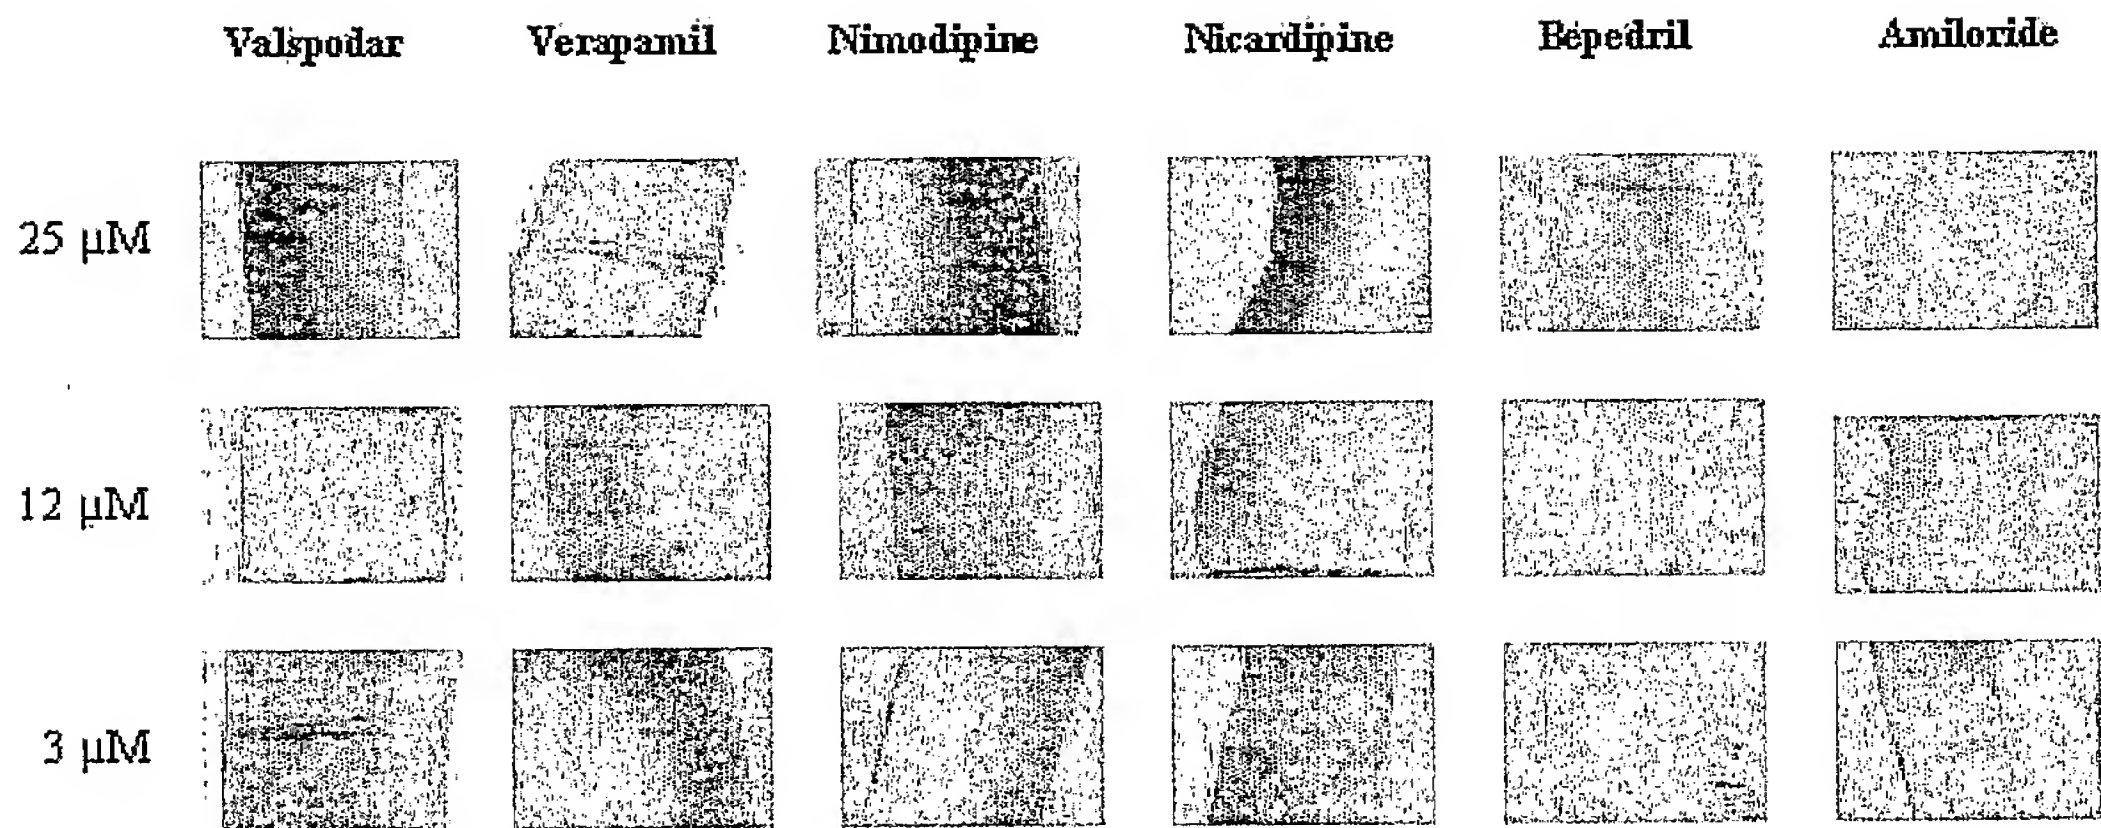 Valspodar Verapamil Nimodipine Nicardipine Bepedril Amiloride
25 μM
12 μM
3 μM